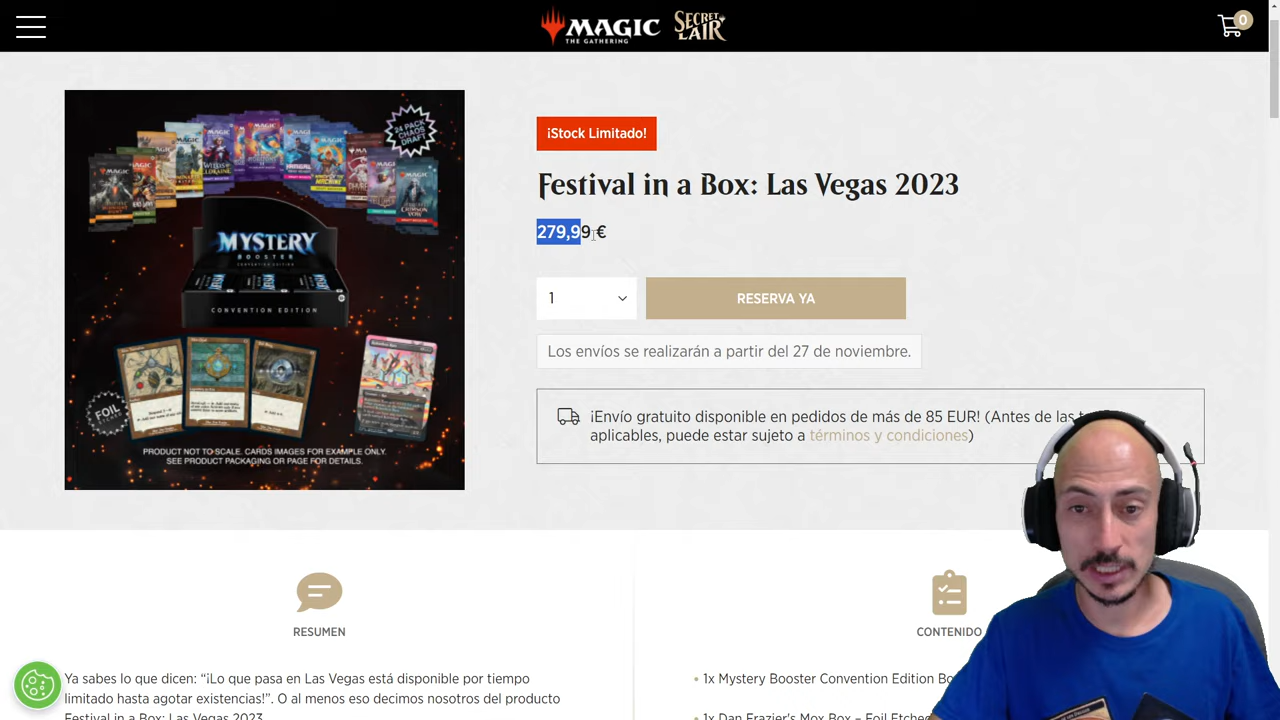 MAGIC
THE GATHERING
SECRET
LAIR
0
24 PACK
CHAOS
DRAFT
MYSTERY
BOOSTER
CONVENTION EDITION
FOIL
PRODUCT NOT TO SCALE. CARDS IMAGES FOR EXAMPLE ONLY.
SEE PRODUCT PACKAGING OR PAGE FOR DETAILS.
¡Stock Limitado!
Festival in a Box: Las Vegas 2023
279,99 €
1
RESERVA YA
Los envíos se realizarán a partir del 27 de noviembre.
¡Envío gratuito disponible en pedidos de más de 85 EUR! (Antes de las
aplicables, puede estar sujeto a términos y condiciones)
RESUMEN
Ya sabes lo que dicen: “¡Lo que pasa en Las Vegas está disponible por tiempo
limitado hasta agotar existencias!”. O al menos eso decimos nosotros del producto
Festival in a Box: Las Vegas 2023
CONTENIDO
1x Mystery Booster Convention Edition Bo
1x Dan Frazier's Mox Box – Foil Etched